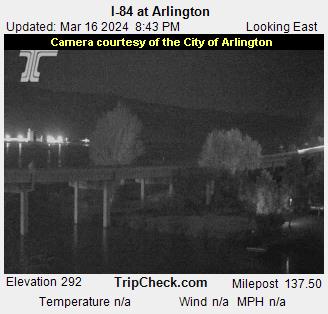 I-84 at Arlington
Updated: Mar 16 2024 8:43 PM Looking East
Camera courtesy of the City of Arlington
Elevation 292 TripCheck.com Milepost 137.50
Temperature n/a Wind n/a MPH n/a